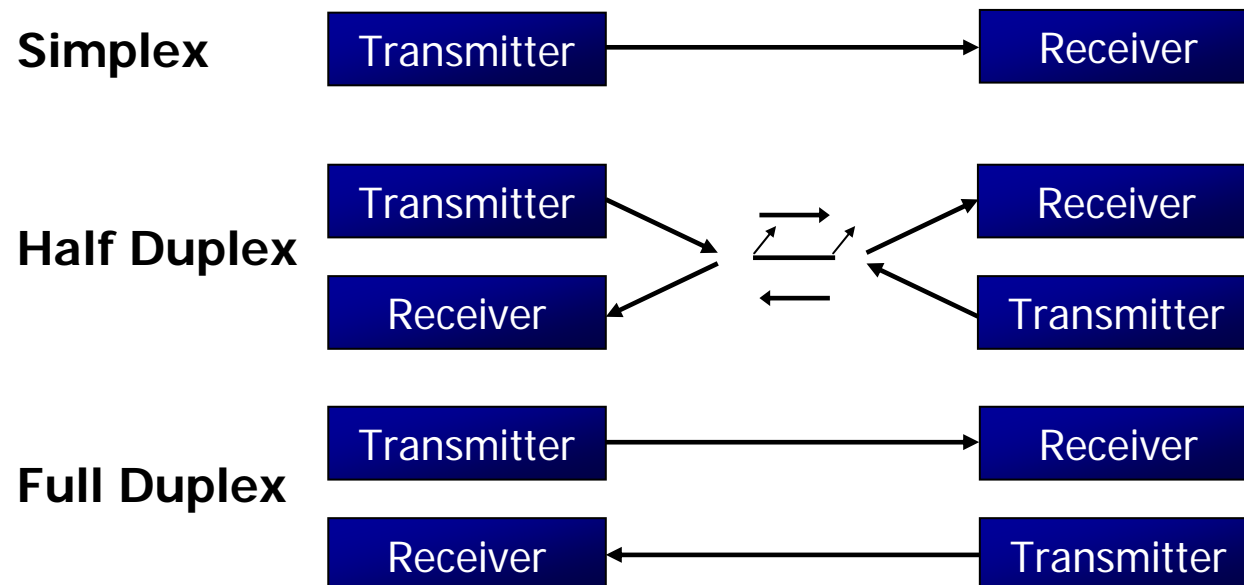 Simplex
Transmitter
Receiver
Half Duplex
Transmitter
Receiver
Receiver
Transmitter
Full Duplex
Transmitter
Receiver
Receiver
Transmitter